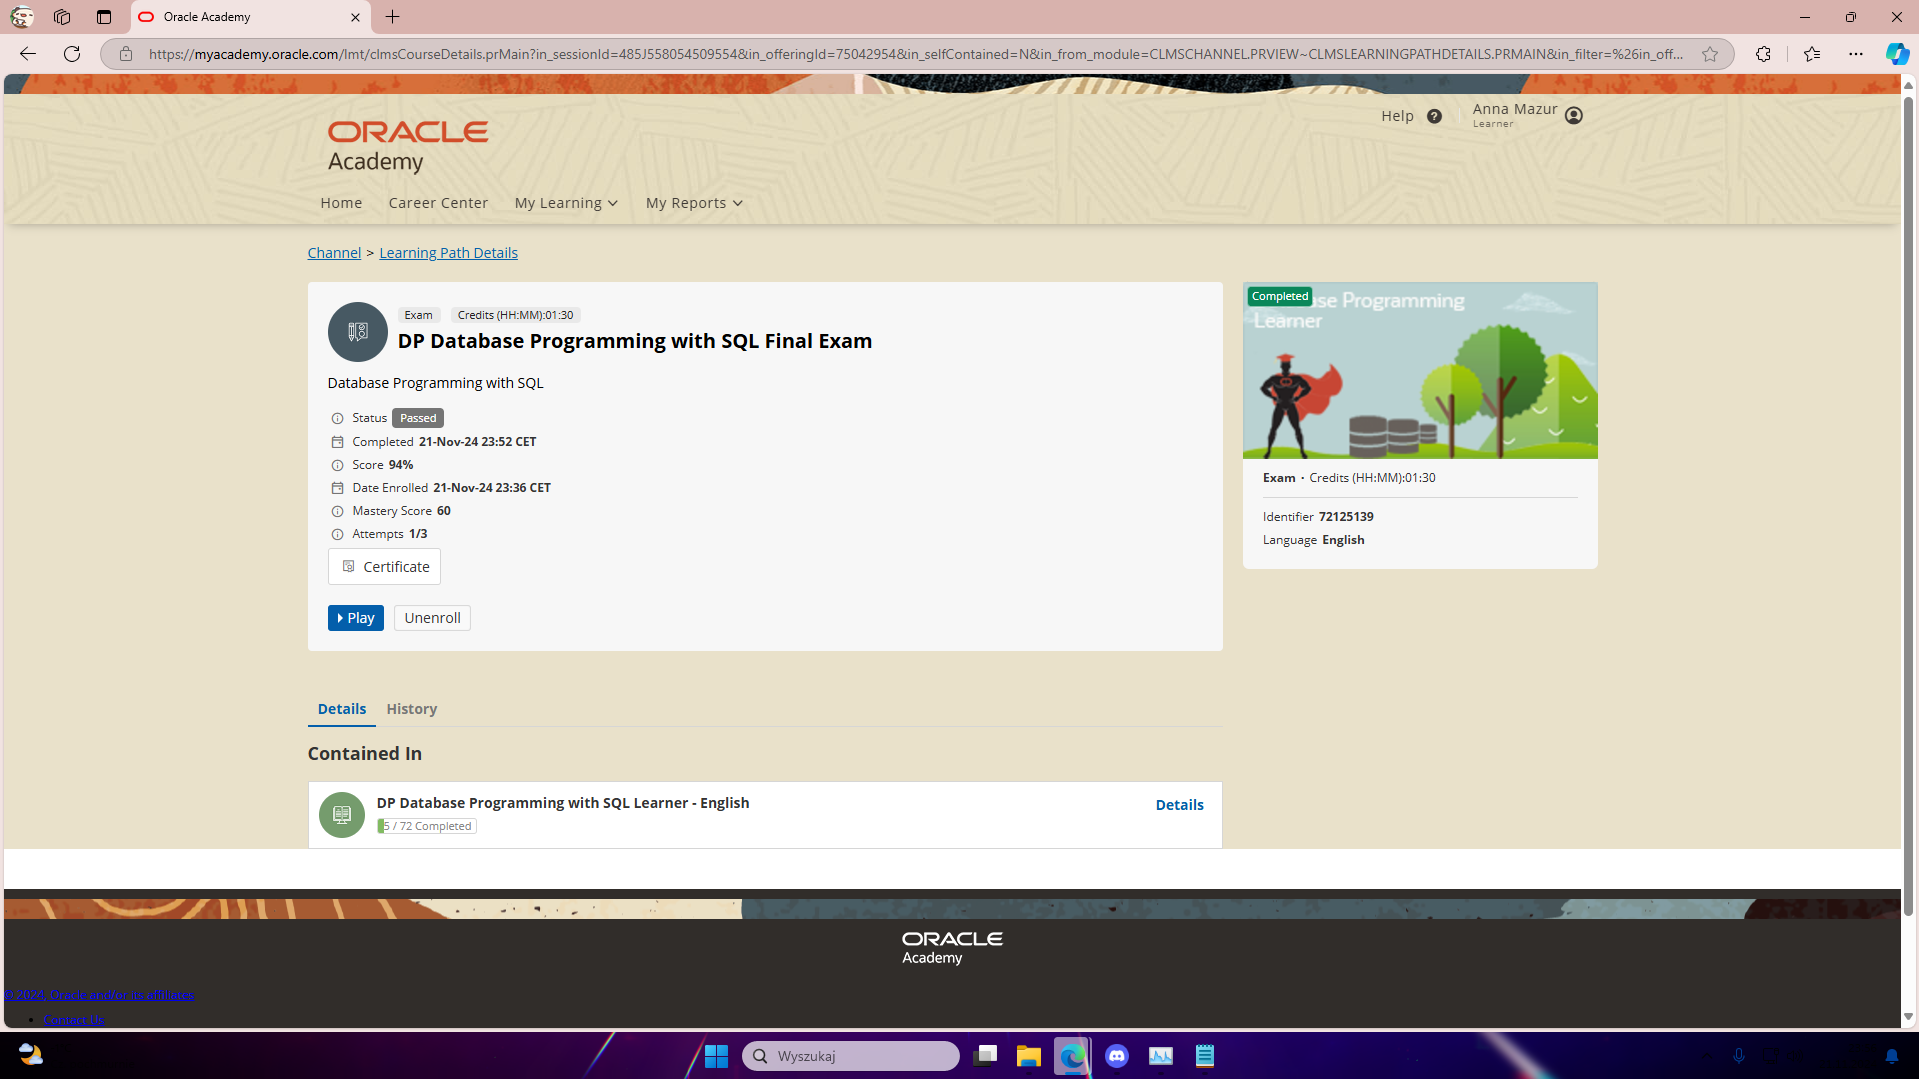 Oracle Academy
https://myacademy.oracle.com/lmt/clmsCourseDetails.prMain?in_sessionId=485J558054509554&in_offeringId=75042954&in_selfContained=N&in_from_module=CLMSCHANNEL.PRVIEW~CLMSLEARNINGPATHDETAILS.PRMAIN&in_filter=%26in_off...
ORACLE
Academy
Help ?
Anna Mazur
Learner
Home Career Center My Learning My Reports
Channel > Learning Path Details
Exam Credits (HH:MM):01:30
DP Database Programming with SQL Final Exam
Database Programming with SQL
Status Passed
Completed 21-Nov-24 23:52 CET
Score 94%
Date Enrolled 21-Nov-24 23:36 CET
Mastery Score 60
Attempts 1/3
Certificate
Play Unenroll
Completed
se Programming
Learner
Exam · Credits (HH:MM):01:30
Identifier 72125139
Language English
Details History
Contained In
DP Database Programming with SQL Learner - English
5 / 72 Completed
Details
ORACLE
Academy
© 2024, Oracle and/or its affiliates
• Contact Us
Wyszukaj